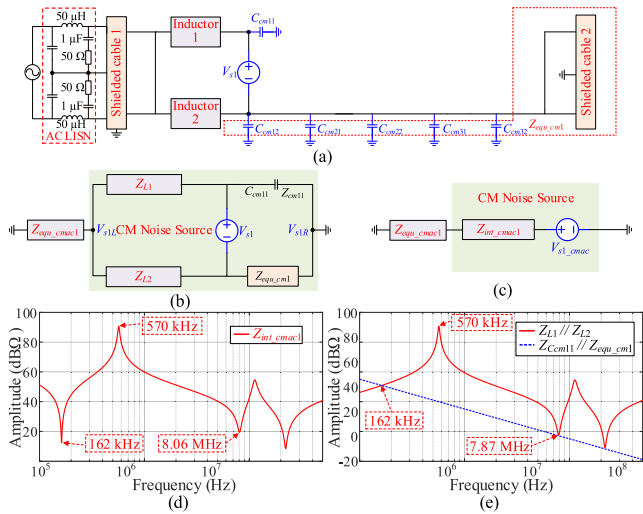 50 μH
1 μF
50 Ω
50 Ω
1 μF
50 μH
AC LISN
Shielded cable 1
Inductor 1
Inductor 2
C_cm11
V_s1
C_cm12
C_cm21
C_cm22
C_cm31
C_cm32
Z_equ_cm1
Shielded cable 2
(a)
Z_L1
C_cm11
Z_cm11
Z_equ_cmac1
V_s1L
CM Noise Source
V_s1
V_s1R
Z_L2
Z_equ_cm1
(b)
CM Noise Source
Z_equ_cmac1
Z_int_cmac1
V_s1_cmac
(c)
Amplitude (dBΩ)
100
80
60
40
20
570 kHz
Z_int_cmac1
162 kHz
8.06 MHz
10^5
10^6
10^7
Frequency (Hz)
(d)
Amplitude (dBΩ)
100
80
60
40
20
0
-20
570 kHz
Z_L1//Z_L2
Z_Ccm11//Z_equ_cm1
162 kHz
7.87 MHz
10^6
10^7
10^8
Frequency (Hz)
(e)